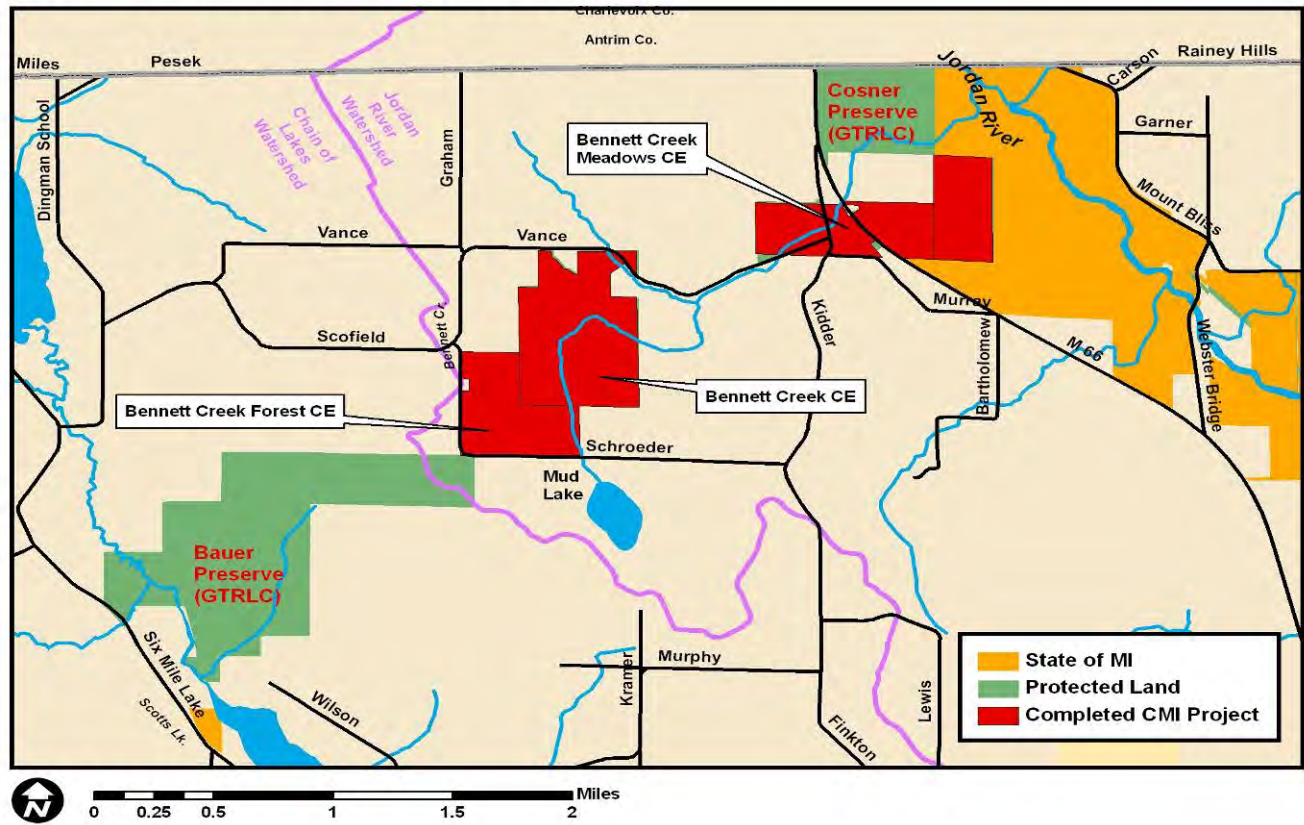 Charlevoix Co.
Antrim Co.
Miles
Pesek
Rainey Hills
Carson
Jordan River
Cosner
Preserve
(GTRLC)
Garner
Dingman School
Chain of
Lakes
Watershed
Jordan
River
Watershed
Graham
Bennett Creek
Meadows CE
Mount Bliss
Vance
Vance
Scofield
Bennett Cr.
Kidder
Murray
Bartholomew
M 66
Webster Bridge
Bennett Creek Forest CE
Bennett Creek CE
Schroeder
Mud
Lake
Bauer
Preserve
(GTRLC)
Six Mile Lake
Scotts Lk.
Wilson
Kramer
Murphy
Finkton
Lewis
State of MI
Protected Land
Completed CMI Project
N
0 0.25 0.5 1 1.5 2
Miles